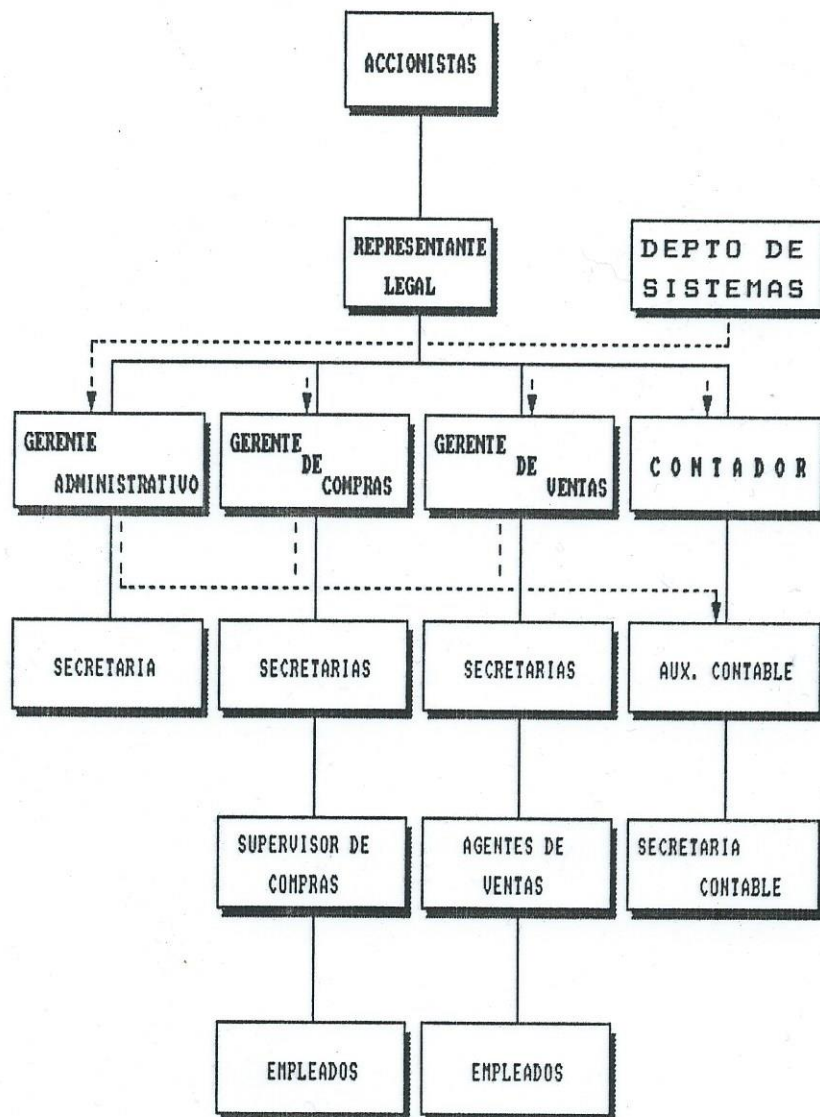 ACCIONISTAS
REPRESENTANTE
LEGAL
DEPTO DE
SISTEMAS
GERENTE
ADMINISTRATIVO
GERENTE
DE
COMPRAS
GERENTE
DE
VENTAS
CONTADOR
SECRETARIA
SECRETARIAS
SECRETARIAS
AUX. CONTABLE
SUPERVISOR DE
COMPRAS
AGENTES DE
VENTAS
SECRETARIA
CONTABLE
EMPLEADOS
EMPLEADOS